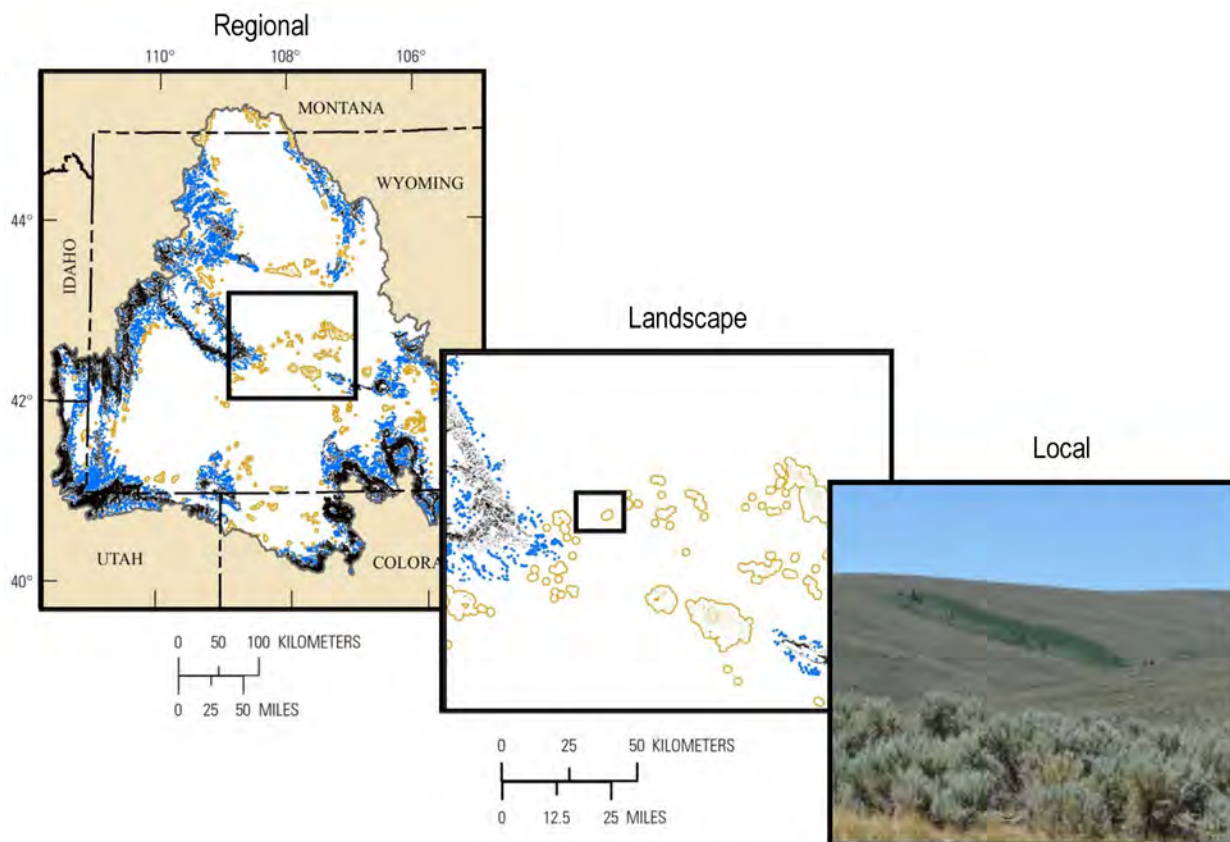 Regional
110° 108° 106°
MONTANA
WYOMING
44°
IDAHO
42°
UTAH
COLORA
40°
0 50 100 KILOMETERS
0 25 50 MILES
Landscape
0 25 50 KILOMETERS
0 12.5 25 MILES
Local